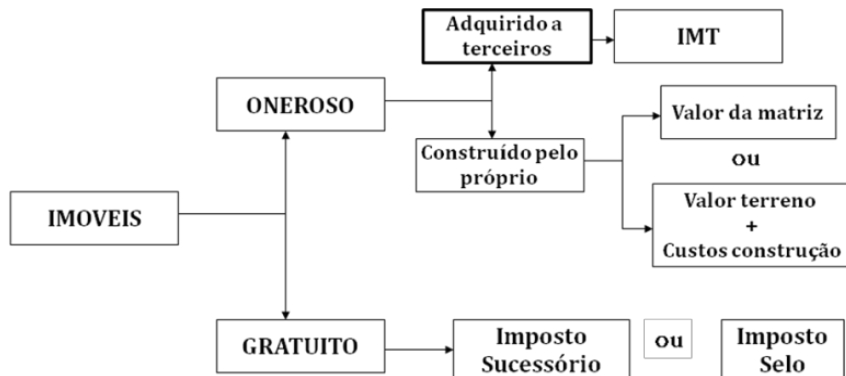 Adquirido a
terceiros
IMT
ONEROSO
Valor da matriz
Construído pelo
próprio
ou
IMOVEIS
Valor terreno
+
Custos construção
GRATUITO
Imposto
Sucessório
ou
Imposto
Selo